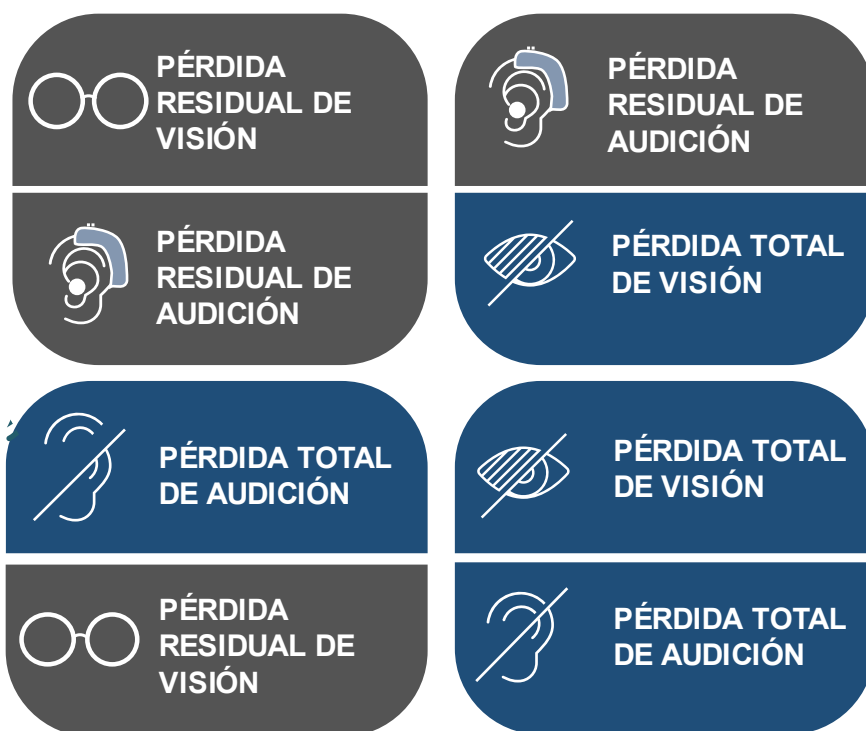 PÉRDIDA
RESIDUAL DE
VISIÓN
PÉRDIDA
RESIDUAL DE
AUDICIÓN
PÉRDIDA
RESIDUAL DE
AUDICIÓN
PÉRDIDA TOTAL
DE VISIÓN
PÉRDIDA TOTAL
DE AUDICIÓN
PÉRDIDA
RESIDUAL DE
VISIÓN
PÉRDIDA TOTAL
DE VISIÓN
PÉRDIDA TOTAL
DE AUDICIÓN